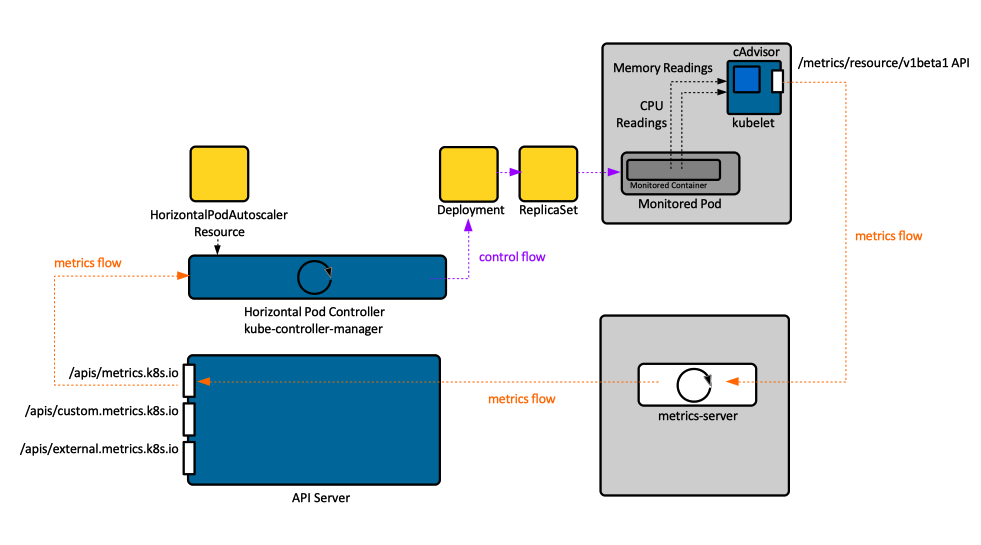 cAdvisor
/metrics/resource/v1beta1 API
Memory Readings
CPU
Readings
kubelet
Monitored Container
Monitored Pod
Deployment
ReplicaSet
HorizontalPodAutoscaler
Resource
metrics flow
control flow
metrics flow
Horizontal Pod Controller
kube-controller-manager
/apis/metrics.k8s.io
/apis/custom.metrics.k8s.io
/apis/external.metrics.k8s.io
metrics flow
metrics-server
API Server